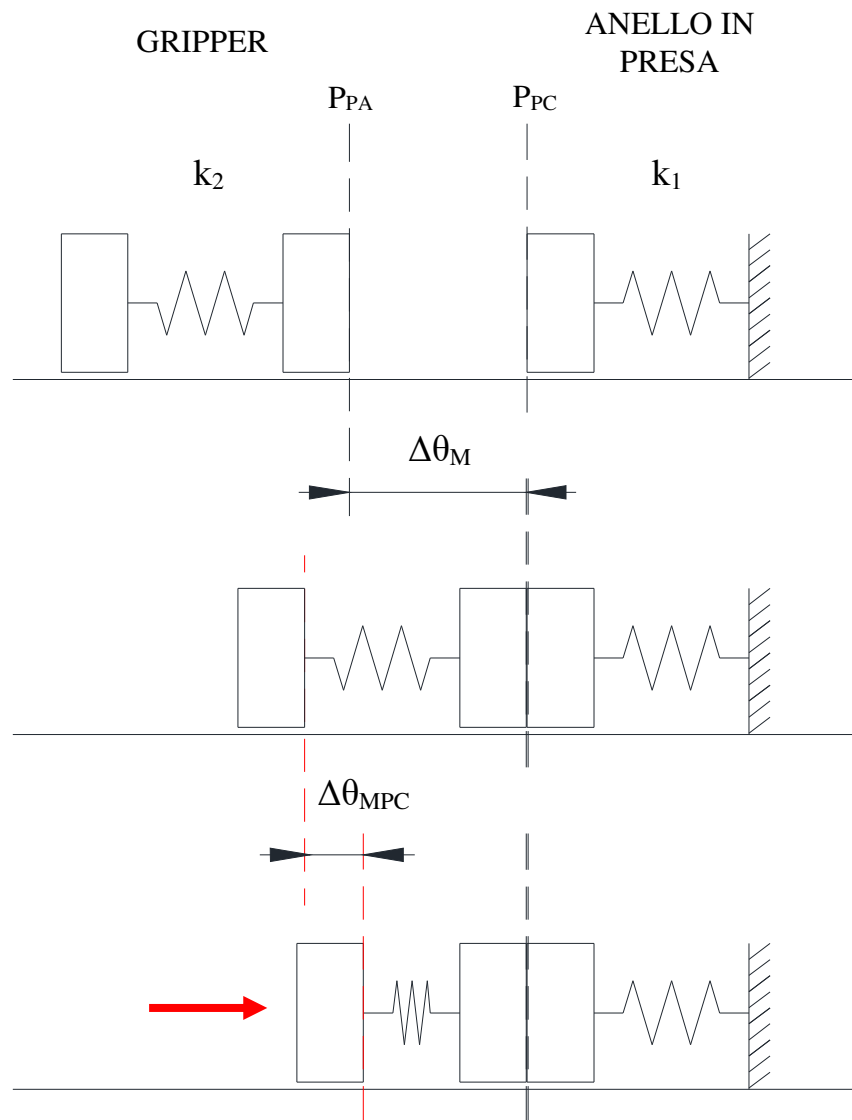 GRIPPER
ANELLO IN
PRESA
P_PA
P_PC
k₂
k₁
Δθ_M
Δθ_MPC